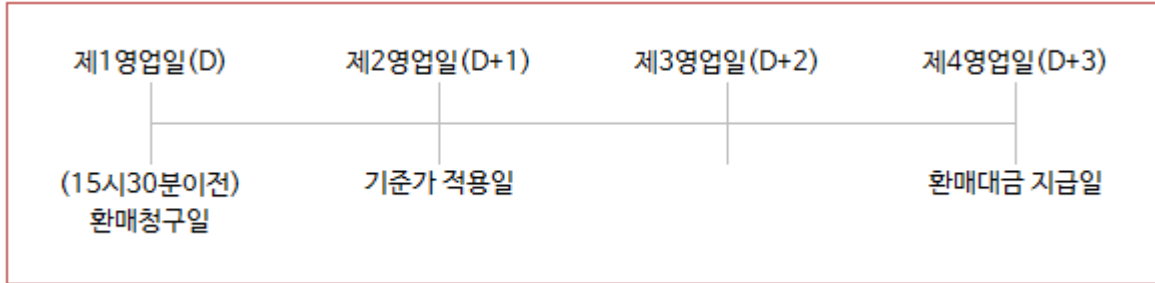 제1영업일(D) 제2영업일(D+1) 제3영업일(D+2) 제4영업일(D+3)
(15시30분이전) 기준가 적용일 환매대금 지급일
환매청구일